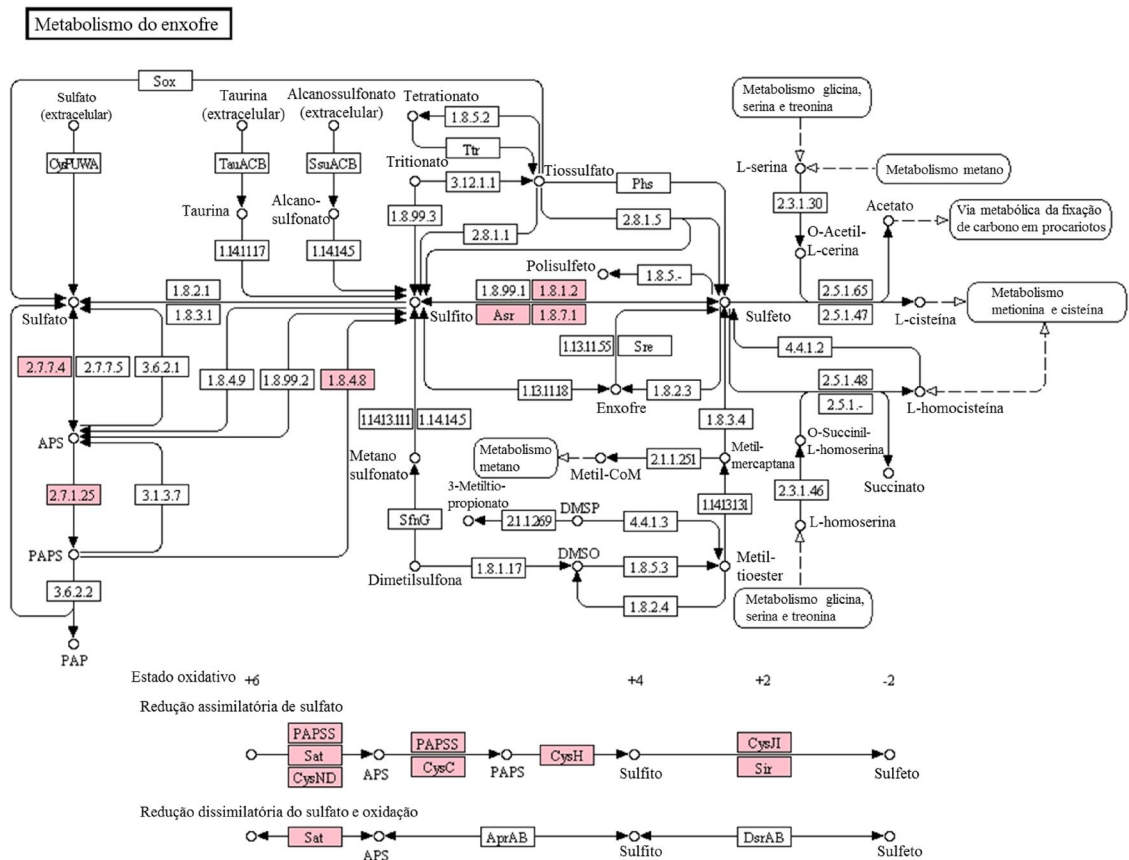 Metabolismo do enxofre
Sox
Sulfato
(extracelular)
Taurina
(extracelular)
Alcanossulfonato
(extracelular)
Tetrationato
1.8.5.2
Ttr
Metabolismo glicina,
serina e treonina
CysPUWA
TauACB
SsuACB
Tritionato
3.12.1.1
Tiossulfato
Phs
L-serina
Metabolismo metano
Taurina
Alcano-
sulfonato
1.8.99.3
2.8.1.1
2.8.1.5
2.3.1.30
Acetato
Via metabólica da fixação
de carbono em procariotos
1.14.11.17
1.14.14.5
O-Acetil-
L-cerina
Polisulfeto
1.8.5.-
1.8.2.1
1.8.3.1
Sulfato
Sulfito
1.8.99.1
1.8.1.2
Asr
1.8.7.1
Sulfeto
2.5.1.65
2.5.1.47
L-cisteína
Metabolismo
metionina e cisteína
1.13.11.55
Sre
4.4.1.2
2.7.7.4
2.7.7.5
3.6.2.1
1.8.4.9
1.8.99.2
1.8.4.8
1.13.11.18
Enxofre
1.8.2.3
2.5.1.48
2.5.1.-
L-homocisteína
APS
1.14.13.111
1.14.14.5
1.8.3.4
O-Succinil-
L-homoserina
Metano
sulfonato
Metabolismo
metano
Metil-CoM
2.1.1.251
Metil-
mercaptana
Succinato
2.7.1.25
3.1.3.7
3-Metiltio-
propionato
2.1.1.269
DMSP
4.4.1.3
1.14.13.131
2.3.1.46
L-homoserina
SfnG
PAPS
3.6.2.2
Dimetilsulfona
1.8.1.17
DMSO
1.8.5.3
1.8.2.4
Metil-
tioester
Metabolismo glicina,
serina e treonina
PAP
Estado oxidativo +6 +4 +2 -2
Redução assimilatória de sulfato
PAPSS
Sat
CysND
APS
PAPSS
CysC
PAPS
CysH
Sulfito
CysJI
Sir
Sulfeto
Redução dissimilatória do sulfato e oxidação
Sat
APS
AprAB
Sulfito
DsrAB
Sulfeto